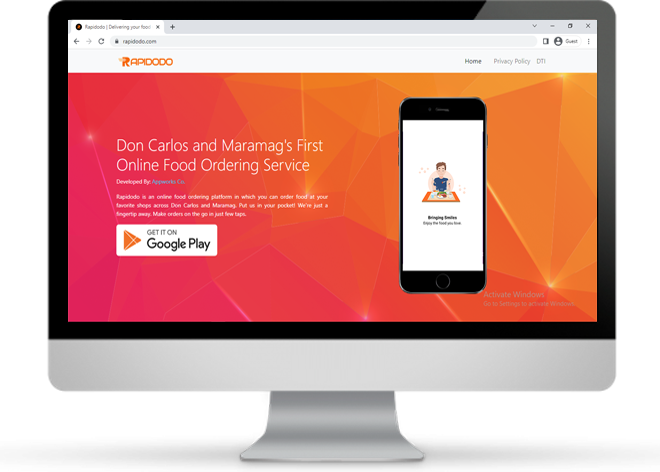 Rapidodo | Delivering your food
Guest
rapidodo.com
RAPIDODO
Home Privacy Policy DTI
Don Carlos and Maramag's First
Online Food Ordering Service
Developed By: Appworks Co.
Rapidodo is an online food ordering platform in which you can order food at your
favorite shops across Don Carlos and Maramag. Put us in your pocket! We're just a
fingertip away. Make orders on the go in just few taps.
GET IT ON
Google Play
Bringing Smiles
Enjoy the food you love.
Activate Windows
Go to Settings to activate Windows.